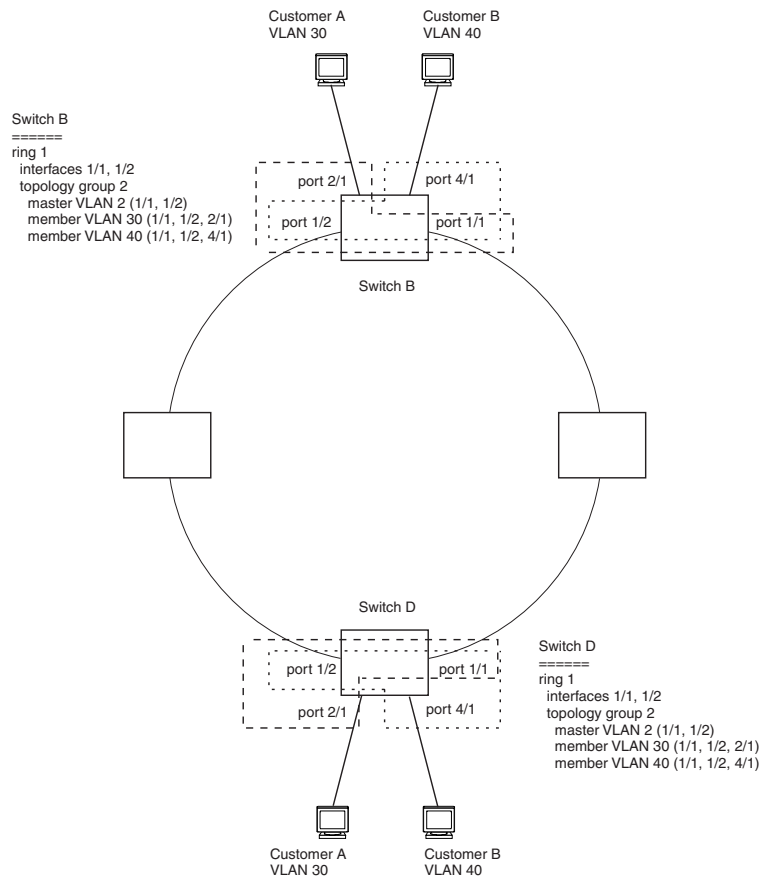 Customer A
VLAN 30
Customer B
VLAN 40
Switch B
======
ring 1
interfaces 1/1, 1/2
topology group 2
master VLAN 2 (1/1, 1/2)
member VLAN 30 (1/1, 1/2, 2/1)
member VLAN 40 (1/1, 1/2, 4/1)
port 2/1
port 4/1
port 1/2
port 1/1
Switch B
Switch D
port 1/2
port 1/1
port 2/1
port 4/1
Switch D
======
ring 1
interfaces 1/1, 1/2
topology group 2
master VLAN 2 (1/1, 1/2)
member VLAN 30 (1/1, 1/2, 2/1)
member VLAN 40 (1/1, 1/2, 4/1)
Customer A
VLAN 30
Customer B
VLAN 40